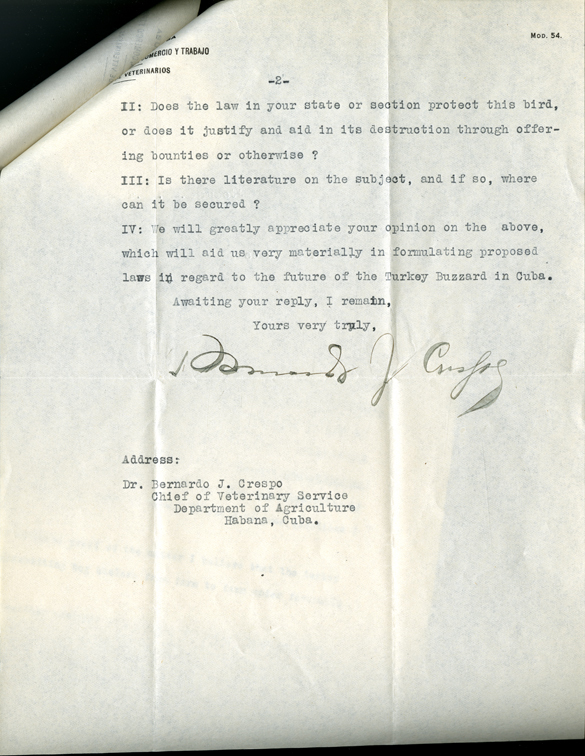 Mod. 54.
OMERCIO Y TRABAJO
VETERINARIOS
-2-
II: Does the law in your state or section protect this bird,
or does it justify and aid in its destruction through offer-
ing bounties or otherwise ?
III: Is there literature on the subject, and if so, where
can it be secured ?
IV: We will greatly appreciate your opinion on the above,
which will aid us very materially in formulating proposed
laws in regard to the future of the Turkey Buzzard in Cuba.
Awaiting your reply, I remain,
Yours very truly,
Bernardo J Crespo
Address:
Dr. Bernardo J. Crespo
Chief of Veterinary Service
Department of Agriculture
Habana, Cuba.